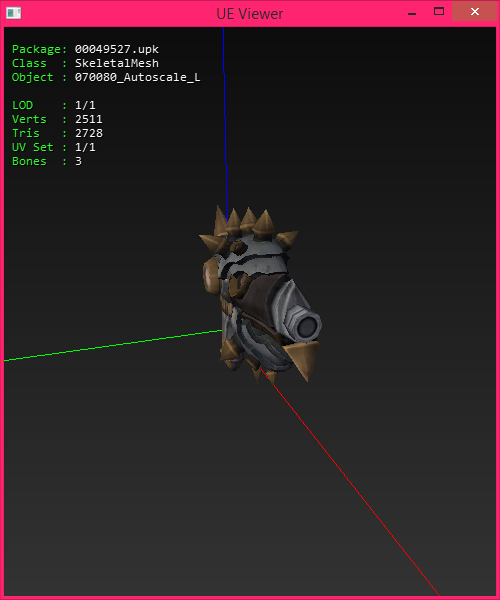 UE Viewer
Package: 00049527.upk
Class  : SkeletalMesh
Object : 070080_Autoscale_L
LOD    : 1/1
Verts  : 2511
Tris   : 2728
UV Set : 1/1
Bones  : 3